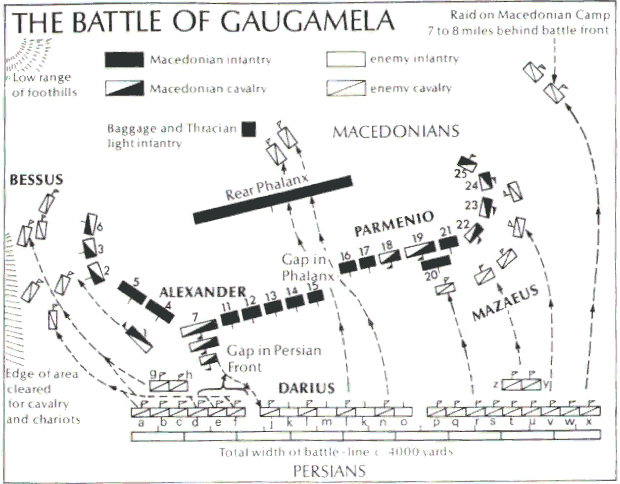 THE BATTLE OF GAUGAMELA
Raid on Macedonian Camp
7 to 8 miles behind battle front
Low range
of foothills
Macedonian infantry
enemy infantry
Macedonian cavalry
enemy cavalry
Baggage and Thracian
light infantry
MACEDONIANS
BESSUS
Rear Phalanx
PARMENIO
25
24
23
22
21
20
19
18
17
16
Gap in
Phalanx
6
3
2
5
4
1
ALEXANDER
7
11
12
13
14
15
MAZAEUS
Gap in Persian
Front
DARIUS
Edge of area
cleared
for cavalry
and chariots
g h
z y
a b c d e f
j k l m l k n o
p q r s t u v w x
Total width of battle-line c. 4000 yards
PERSIANS